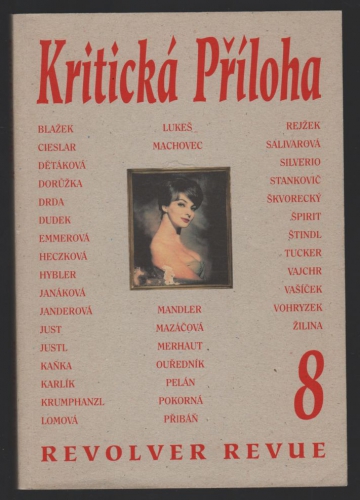 Kritická Příloha
BLAŽEK
CIESLAR
DĚTÁKOVÁ
DORŮŽKA
DRDA
DUDEK
EMMEROVÁ
HECZKOVÁ
HYBLER
JANÁKOVÁ
JANDEROVÁ
JUST
JUSTL
KAŇKA
KARLÍK
KRUMPHANZL
LOMOVÁ
LUKEŠ
MACHOVEC
MANDLER
MAZÁČOVÁ
MERHAUT
OUŘEDNÍK
PELÁN
POKORNÁ
PŘIBÁŇ
REJŽEK
SALIVAROVÁ
SILVERIO
STANKOVIČ
ŠKVORECKÝ
ŠPIRIT
ŠTINDL
TUCKER
VAJCHR
VAŠÍČEK
VOHRYZEK
ŽILINA
8
REVOLVER REVUE